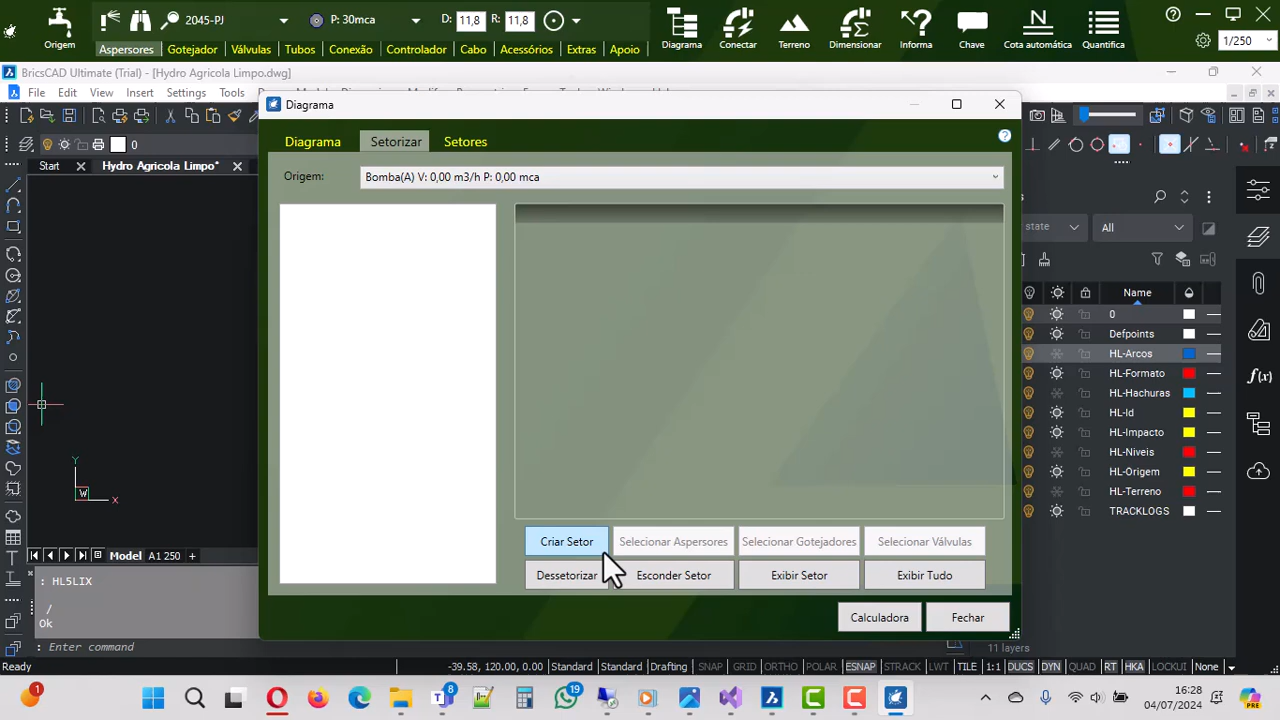 2045-PJ
P: 30mca
D: 11,8 R: 11,8
Origem
Diagrama Conectar Terreno Dimensionar Informa Chave Cota automática Quantifica
Aspersores Gotejador Válvulas Tubos Conexão Controlador Cabo Acessórios Extras Apoio
1/250
BricsCAD Ultimate (Trial) - [Hydro Agricola Limpo.dwg]
File Edit View Insert Settings Tools
0
Start
Hydro Agricola Limpo*
Diagrama
Diagrama Setorizar Setores
Origem: Bomba(A) V: 0,00 m3/h P: 0,00 mca
Criar Setor Selecionar Aspersores Selecionar Gotejadores Selecionar Válvulas
Dessetorizar Esconder Setor Exibir Setor Exibir Tudo
Calculadora Fechar
state
All
Name
0
Defpoints
HL-Arcos
HL-Formato
HL-Hachuras
HL-Id
HL-Impacto
HL-Niveis
HL-Origem
HL-Terreno
TRACKLOGS
f(x)
11 layers
Y
W
X
Model A1 250
: HL5LIX
/
Ok
Enter command
Ready
-39.58, 120.00, 0.00 Standard Standard Drafting SNAP GRID ORTHO POLAR ESNAP STRACK LWT TILE 1:1 DUCS DYN QUAD RT HKA LOCKUI None
1
8
19
16:28
04/07/2024
PRE